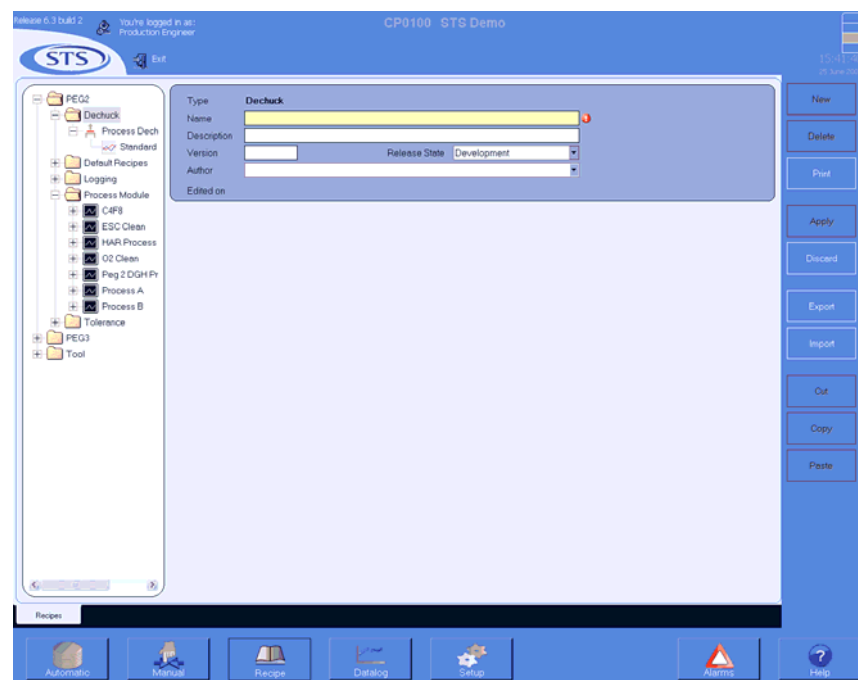 Release 6.3 build 2
You're logged in as:
Production Engineer
CP0100 STS Demo
STS
Exit
PEG2
Dechuck
Process Dech
Standard
Default Recipes
Logging
Process Module
C4F8
ESC Clean
HAR Process
O2 Clean
Peg 2 DGH Pr
Process A
Process B
Tolerance
PEG3
Tool
Type Dechuck
Name
Description
Version Release State Development
Author
Edited on
New
Delete
Print
Apply
Discard
Export
Import
Cut
Copy
Paste
Recipes
Automatic Manual Recipe Datalog Setup Alarms Help